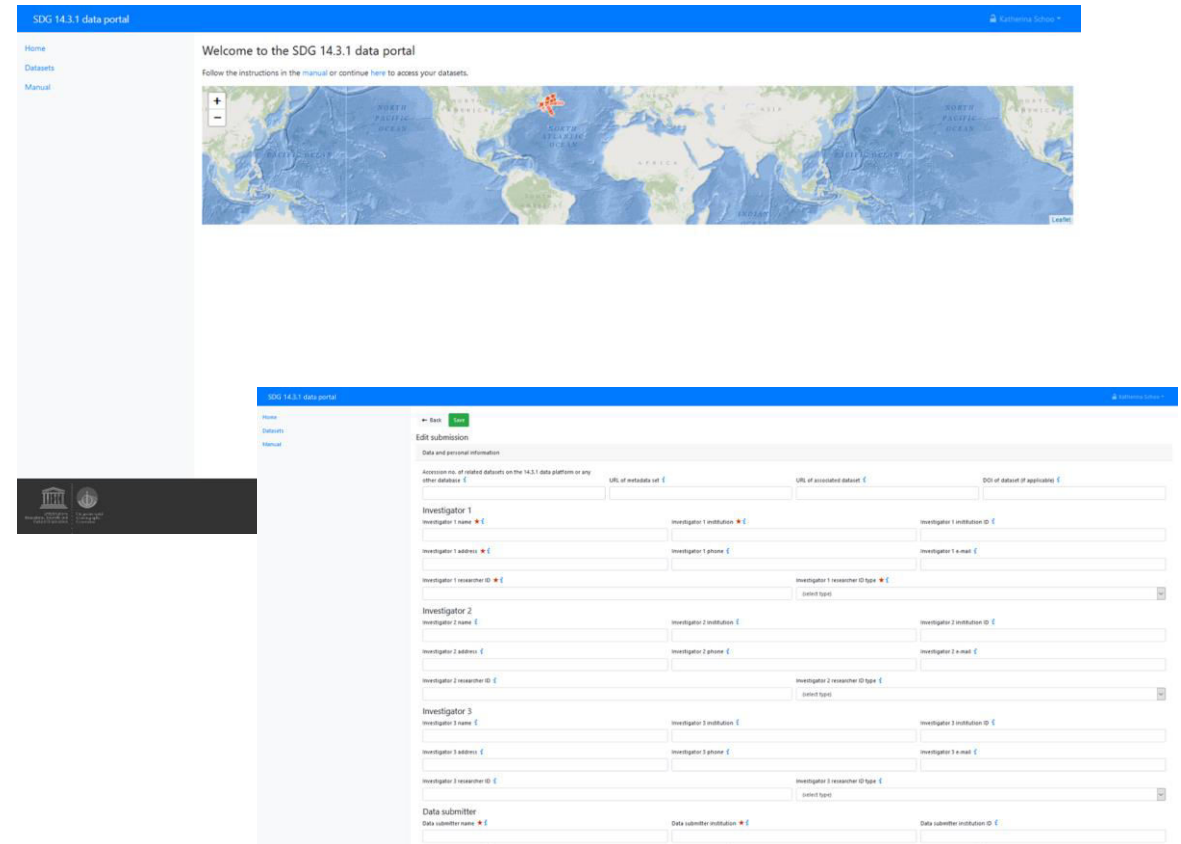 SDG 14.3.1 data portal
Katherina Schoo
Home
Datasets
Manual
Welcome to the SDG 14.3.1 data portal
Follow the instructions in the manual or continue here to access your datasets.
+
−
NORTH
PACIFIC
OCEAN
NORTH
ATLANTIC
OCEAN
AFRICA
PACIFIC OCEAN
NORTH
PACIFIC
OCEAN
PACIFIC OCEAN
INDIAN
Leaflet
SDG 14.3.1 data portal
Katherina Schoo
Home
Datasets
Manual
← Back Save
Edit submission
Data and personal information
Accession no. of related datasets on the 14.3.1 data platform or any
other database
URL of metadata set
URL of associated dataset
DOI of dataset (if applicable)
Investigator 1
Investigator 1 name ★ Investigator 1 institution ★ Investigator 1 institution ID
Investigator 1 address ★ Investigator 1 phone Investigator 1 e-mail
Investigator 1 researcher ID ★ Investigator 1 researcher ID type ★
(select type)
Investigator 2
Investigator 2 name Investigator 2 institution Investigator 2 institution ID
Investigator 2 address Investigator 2 phone Investigator 2 e-mail
Investigator 2 researcher ID Investigator 2 researcher ID type
(select type)
Investigator 3
Investigator 3 name Investigator 3 institution Investigator 3 institution ID
Investigator 3 address Investigator 3 phone Investigator 3 e-mail
Investigator 3 researcher ID Investigator 3 researcher ID type
(select type)
Data submitter
Data submitter name ★ Data submitter institution ★ Data submitter institution ID